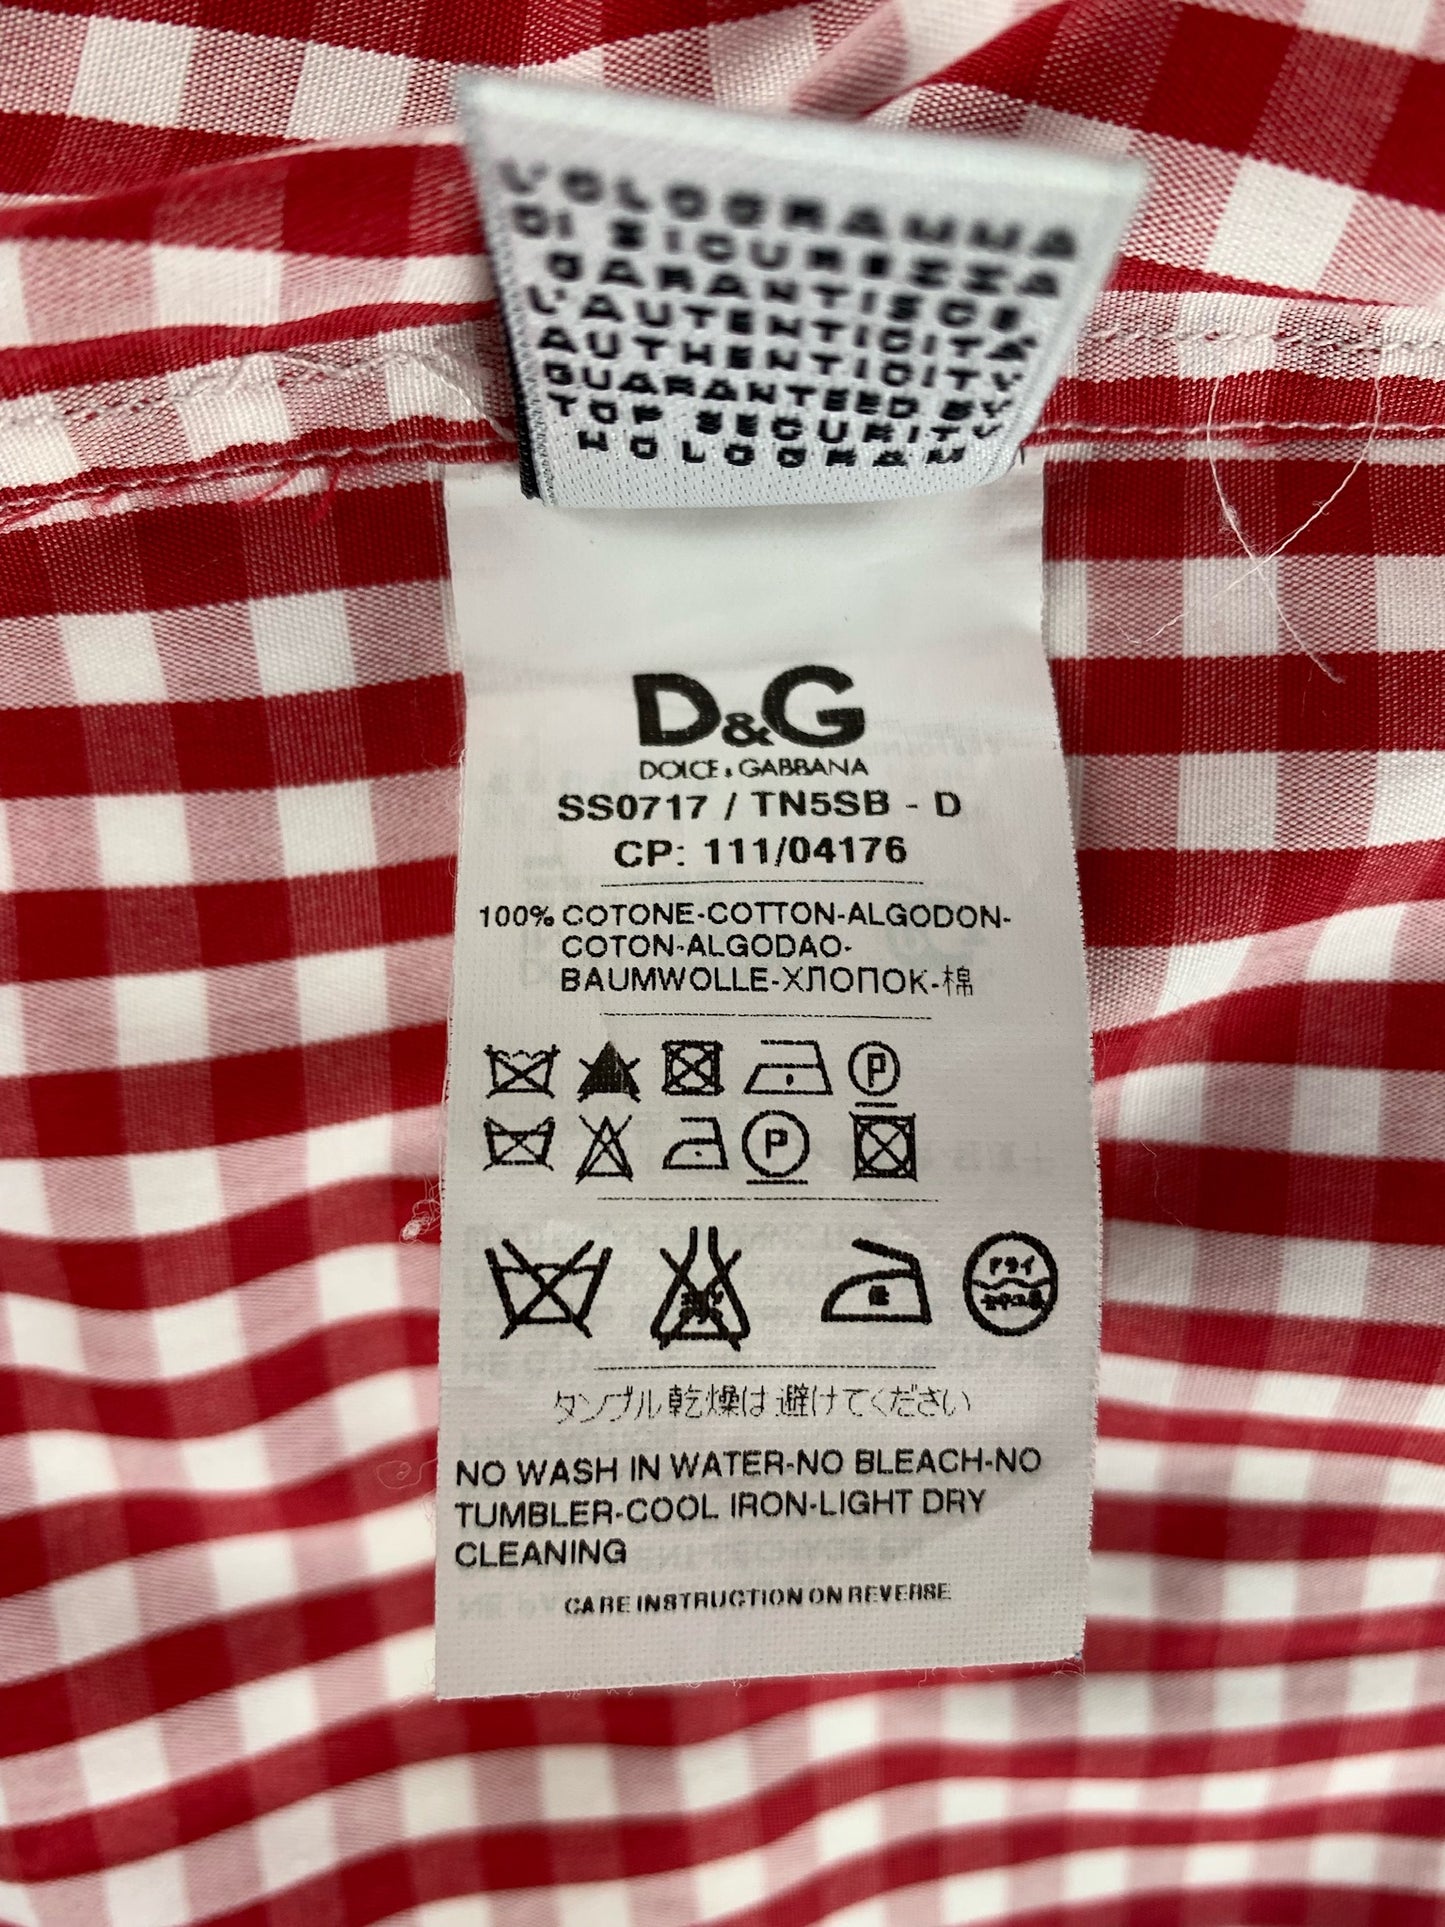 L'OLOGRAMMA
DI SICUREZZA
GARANTISCE
L'AUTENTICITÀ
AUTHENTICITY
GUARANTEED BY
TOP SECURITY
HOLOGRAM
D&G
DOLCE & GABBANA
SS0717 / TN5SB - D
CP: 111/04176
100% COTONE-COTTON-ALGODON-
COTON-ALGODAO-
BAUMWOLLE-ХЛОПОК-棉
P
P
ドライ
タンブル乾燥は避けてください
NO WASH IN WATER-NO BLEACH-NO
TUMBLER-COOL IRON-LIGHT DRY
CLEANING
CARE INSTRUCTION ON REVERSE